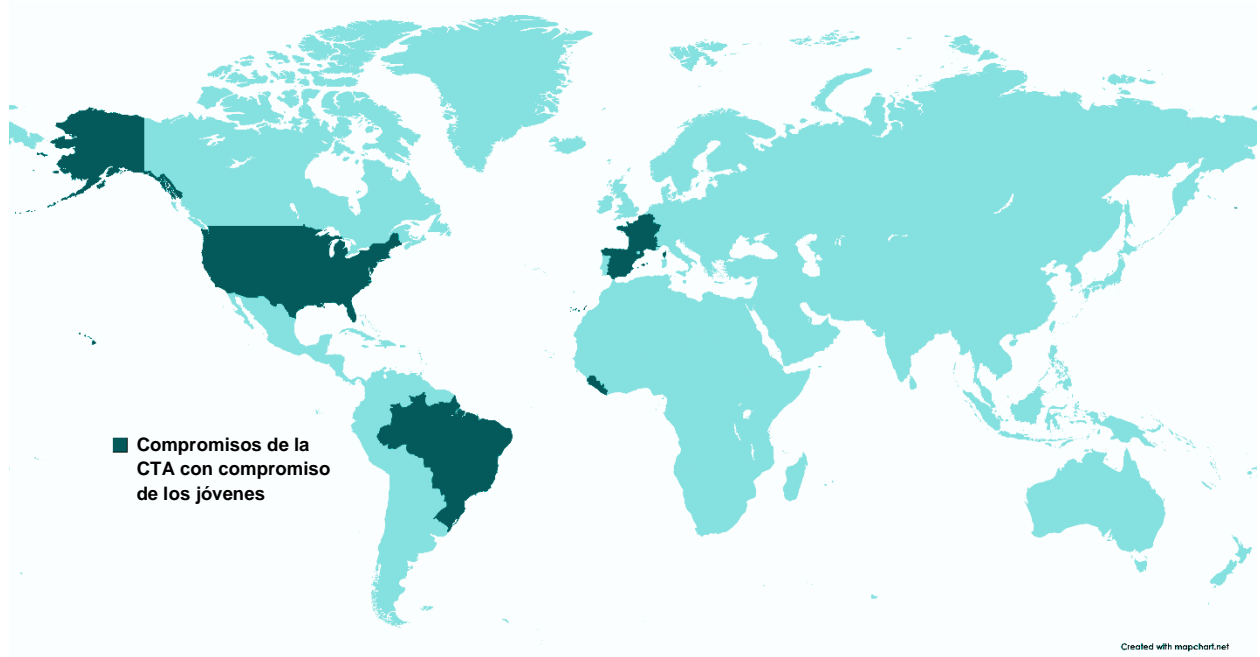 Compromisos de la
CTA con compromiso
de los jóvenes
Created with mapchart.net